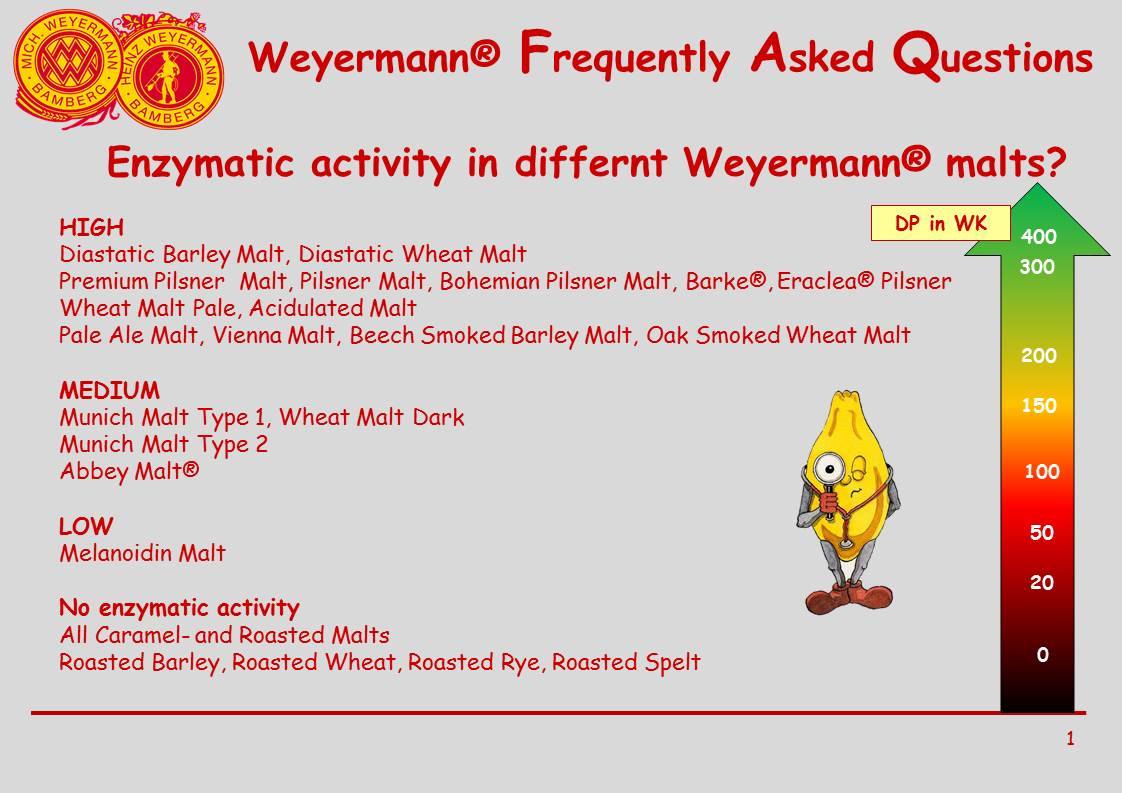 MICH. WEYERMANN
· BAMBERG ·
HEINZ WEYERMANN
· BAMBERG ·
Weyermann® Frequently Asked Questions
Enzymatic activity in differnt Weyermann® malts?
DP in WK
HIGH
Diastatic Barley Malt, Diastatic Wheat Malt
Premium Pilsner Malt, Pilsner Malt, Bohemian Pilsner Malt, Barke®, Eraclea® Pilsner
Wheat Malt Pale, Acidulated Malt
Pale Ale Malt, Vienna Malt, Beech Smoked Barley Malt, Oak Smoked Wheat Malt
MEDIUM
Munich Malt Type 1, Wheat Malt Dark
Munich Malt Type 2
Abbey Malt®
LOW
Melanoidin Malt
No enzymatic activity
All Caramel- and Roasted Malts
Roasted Barley, Roasted Wheat, Roasted Rye, Roasted Spelt
400
300
200
150
100
50
20
0
1